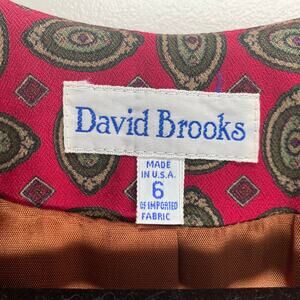 David Brooks
MADE
IN U.S.A.
6
OF IMPORTED
FABRIC